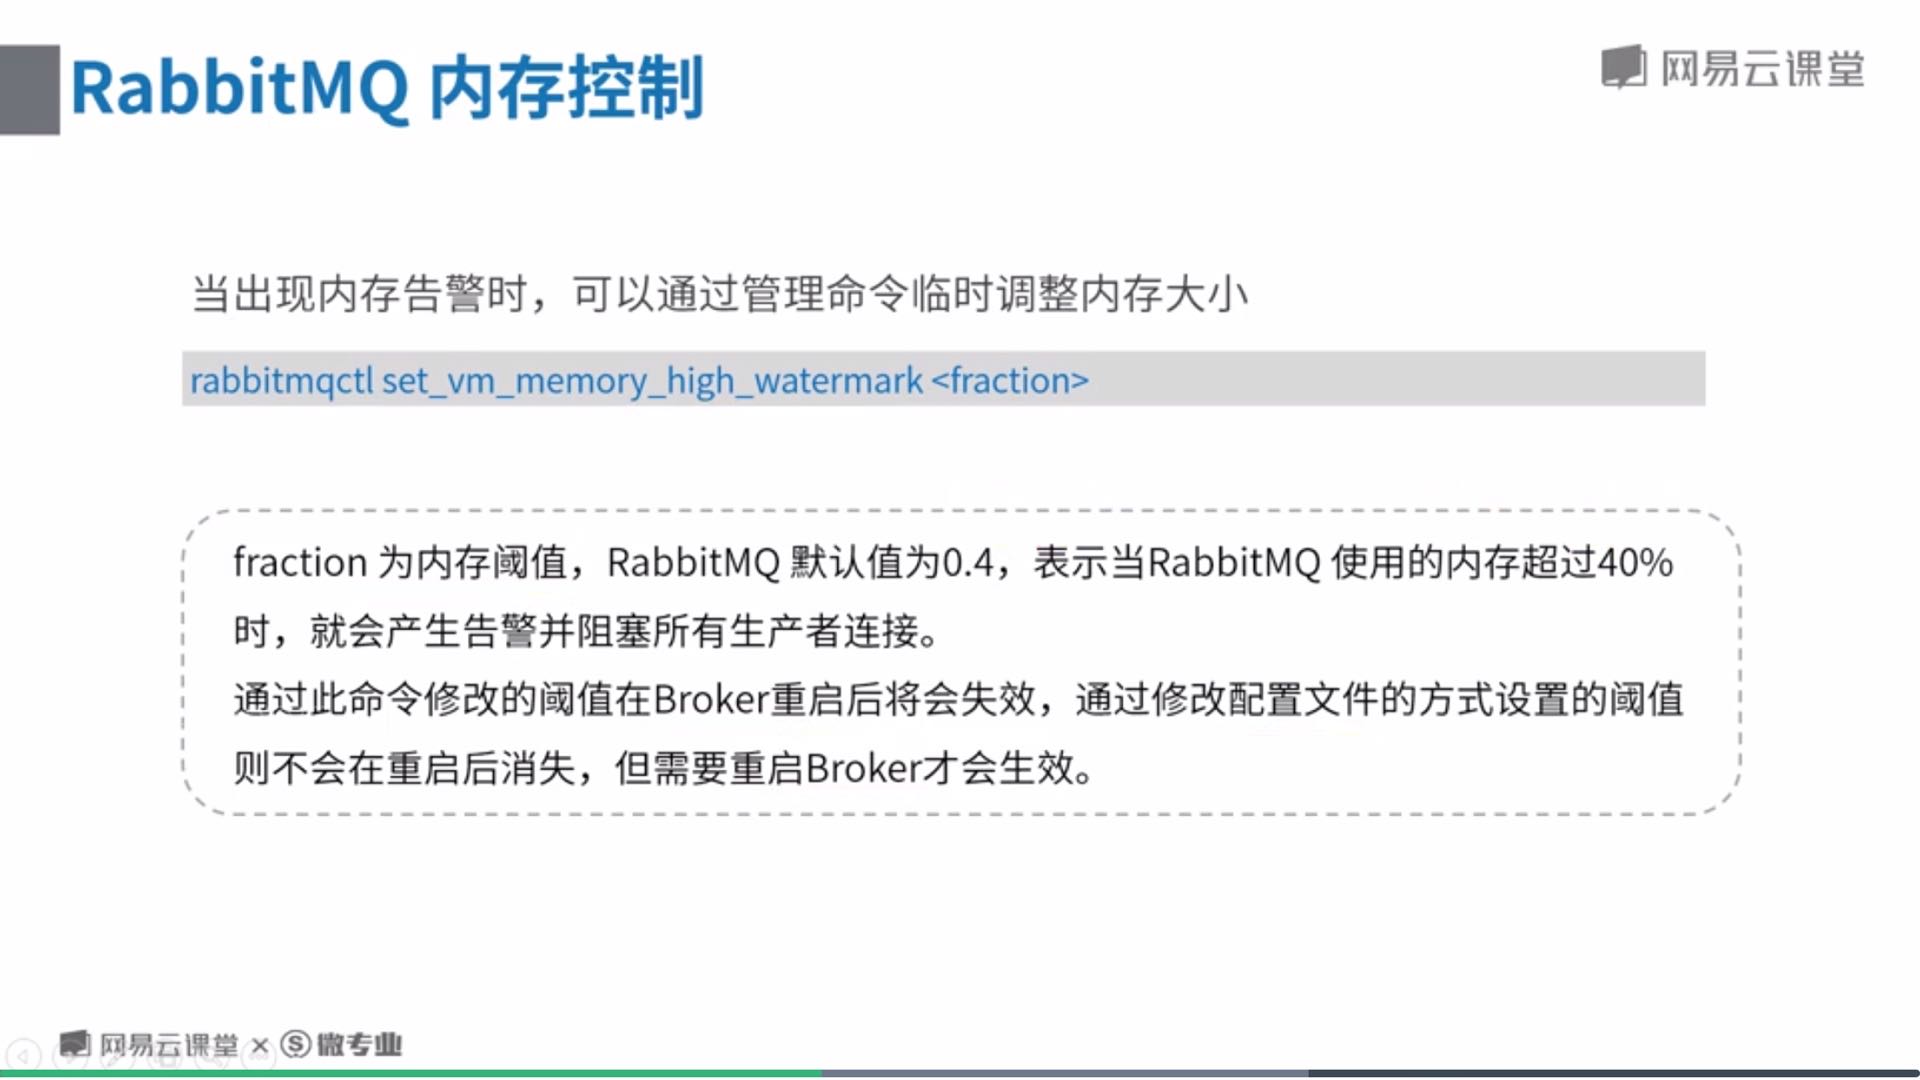 RabbitMQ 内存控制
网易云课堂
当出现内存告警时，可以通过管理命令临时调整内存大小
rabbitmqctl set_vm_memory_high_watermark <fraction>
fraction 为内存阈值，RabbitMQ 默认值为0.4，表示当RabbitMQ 使用的内存超过40%
时，就会产生告警并阻塞所有生产者连接。
通过此命令修改的阈值在Broker重启后将会失效，通过修改配置文件的方式设置的阈值
则不会在重启后消失，但需要重启Broker才会生效。
网易云课堂 × 微专业